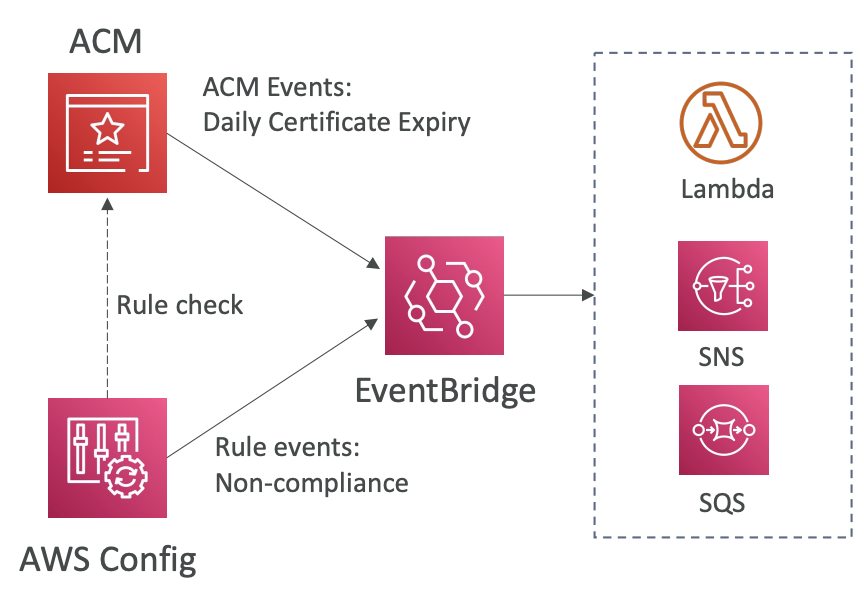 ACM
ACM Events:
Daily Certificate Expiry
Lambda
Rule check
SNS
EventBridge
Rule events:
Non-compliance
SQS
AWS Config